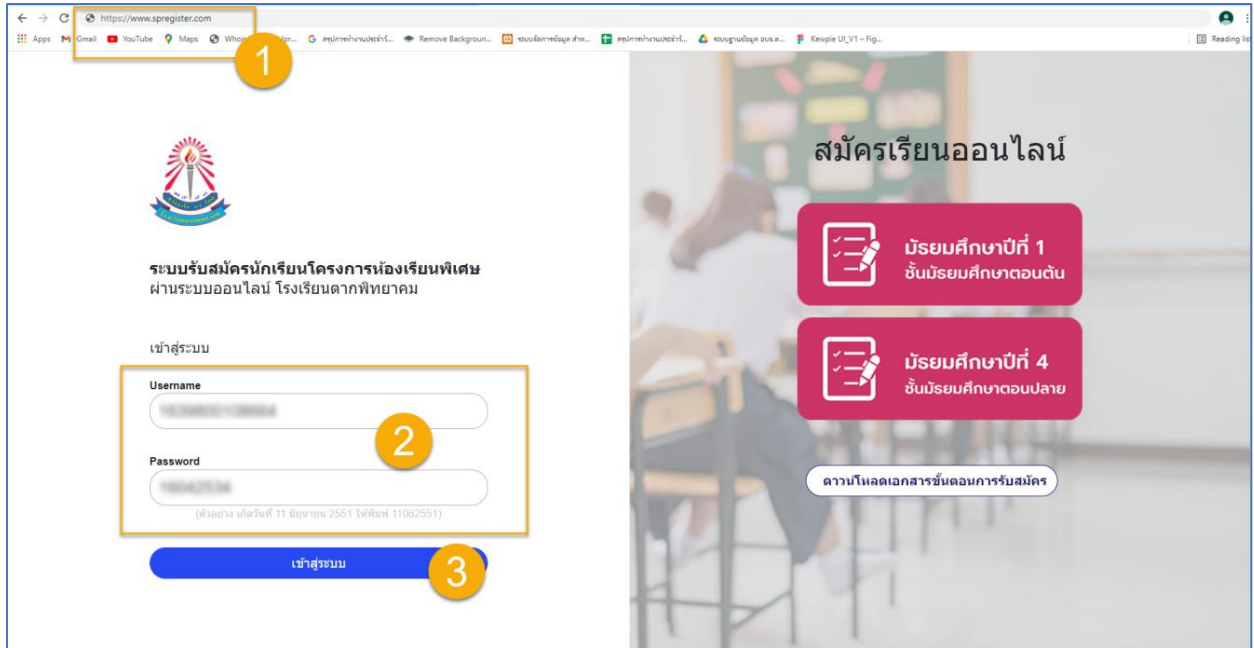 https://www.spregister.com
Apps Gmail YouTube Maps Remove Backgroun... Kewpie UI_V1 – Fig... Reading list
1
ระบบรับสมัครนักเรียนโครงการห้องเรียนพิเศษ
ผ่านระบบออนไลน์ โรงเรียนตากพิทยาคม
เข้าสู่ระบบ
Username
2
Password
(ตัวอย่าง เกิดวันที่ 11 มิถุนายน 2551 ให้พิมพ์ 11062551)
เข้าสู่ระบบ
3
สมัครเรียนออนไลน์
มัธยมศึกษาปีที่ 1
ชั้นมัธยมศึกษาตอนต้น
มัธยมศึกษาปีที่ 4
ชั้นมัธยมศึกษาตอนปลาย
ดาวน์โหลดเอกสารขั้นตอนการรับสมัคร